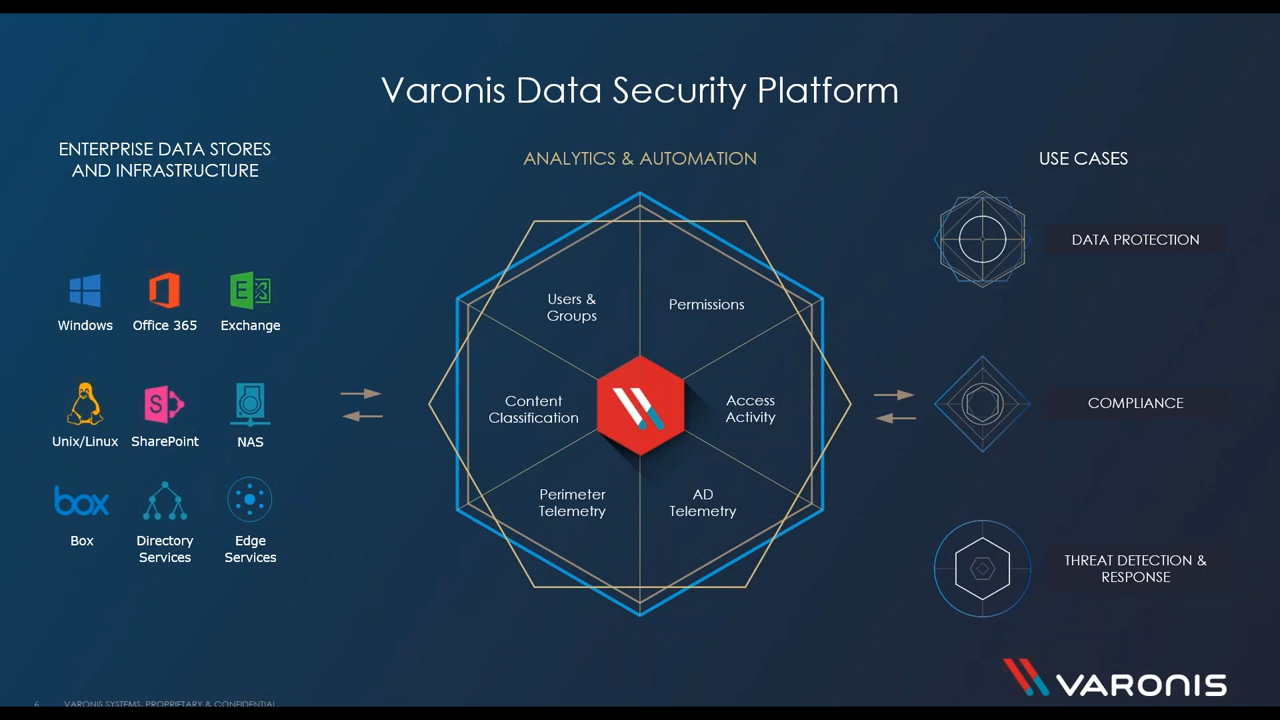 Varonis Data Security Platform
ENTERPRISE DATA STORES
AND INFRASTRUCTURE
Windows
Office 365
Exchange
Unix/Linux
SharePoint
NAS
box
Box
Directory
Services
Edge
Services
ANALYTICS & AUTOMATION
Users &
Groups
Permissions
Content
Classification
Access
Activity
Perimeter
Telemetry
AD
Telemetry
USE CASES
DATA PROTECTION
COMPLIANCE
THREAT DETECTION &
RESPONSE
VARONIS
6 VARONIS SYSTEMS. PROPRIETARY & CONFIDENTIAL.